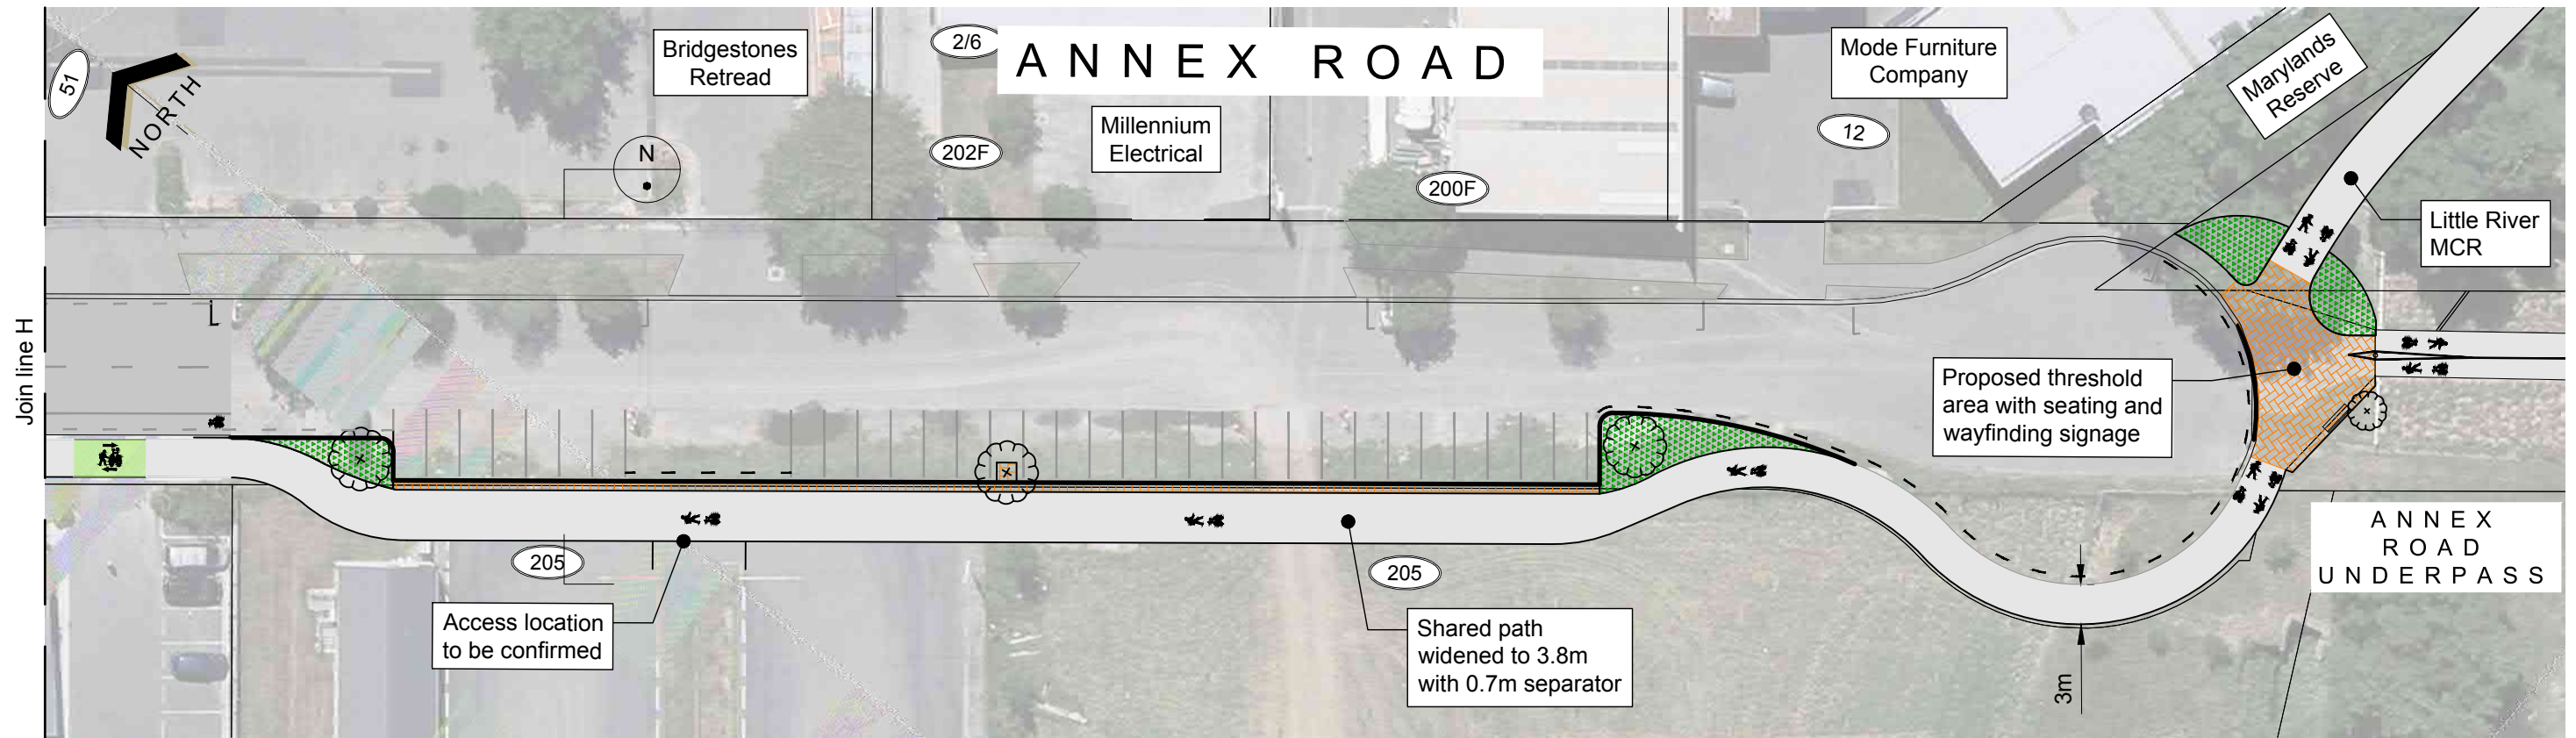 51
NORTH
Bridgestones
Retread
N
2/6
ANNEX ROAD
202F
Millennium
Electrical
200F
Mode Furniture
Company
12
Marylands
Reserve
Little River
MCR
Join line H
Proposed threshold
area with seating and
wayfinding signage
205
Access location
to be confirmed
205
Shared path
widened to 3.8m
with 0.7m separator
3m
ANNEX
ROAD
UNDERPASS